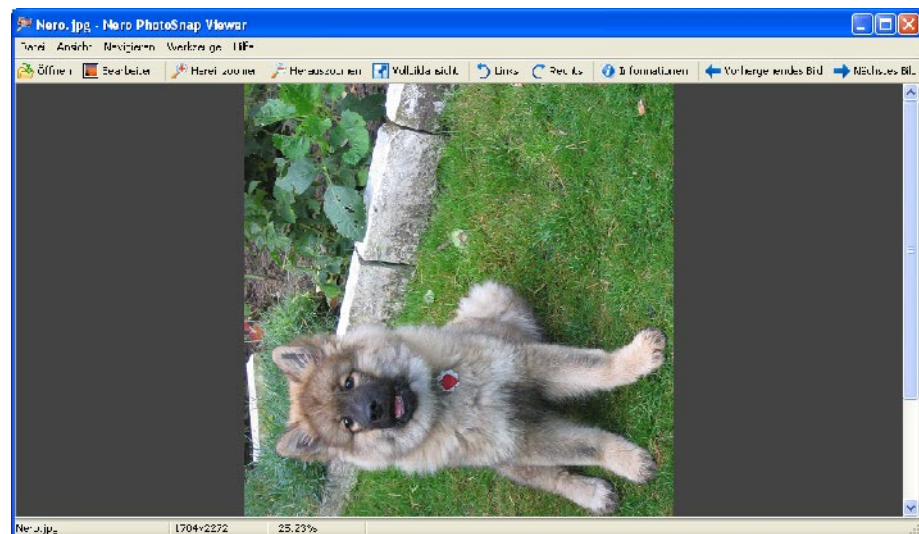 Nero.jpg - Nero PhotoSnap Viewer
Datei Ansicht Navigieren Werkzeuge Hilfe
Öffnen Bearbeiten Hereinzoomen Herauszoomen Vollbildansicht Links Rechts Informationen Vorhergehendes Bild Nächstes Bild
Nero.jpg 1704x2272 25.23%